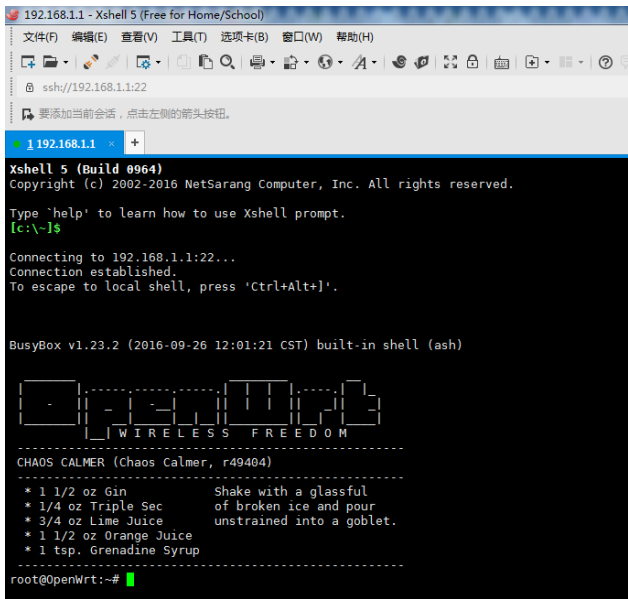 192.168.1.1 - Xshell 5 (Free for Home/School)
文件(F) 编辑(E) 查看(V) 工具(T) 选项卡(B) 窗口(W) 帮助(H)
ssh://192.168.1.1:22
要添加当前会话，点击左侧的箭头按钮。
1 192.168.1.1 × +
Xshell 5 (Build 0964)
Copyright (c) 2002-2016 NetSarang Computer, Inc. All rights reserved.
Type `help' to learn how to use Xshell prompt.
[c:\~]$
Connecting to 192.168.1.1:22...
Connection established.
To escape to local shell, press 'Ctrl+Alt+]'.
BusyBox v1.23.2 (2016-09-26 12:01:21 CST) built-in shell (ash)
OpenWrt
W I R E L E S S   F R E E D O M
-----------------------------------------------------
CHAOS CALMER (Chaos Calmer, r49404)
-----------------------------------------------------
* 1 1/2 oz Gin Shake with a glassful
* 1/4 oz Triple Sec of broken ice and pour
* 3/4 oz Lime Juice unstrained into a goblet.
* 1 1/2 oz Orange Juice
* 1 tsp. Grenadine Syrup
-----------------------------------------------------
root@OpenWrt:~#